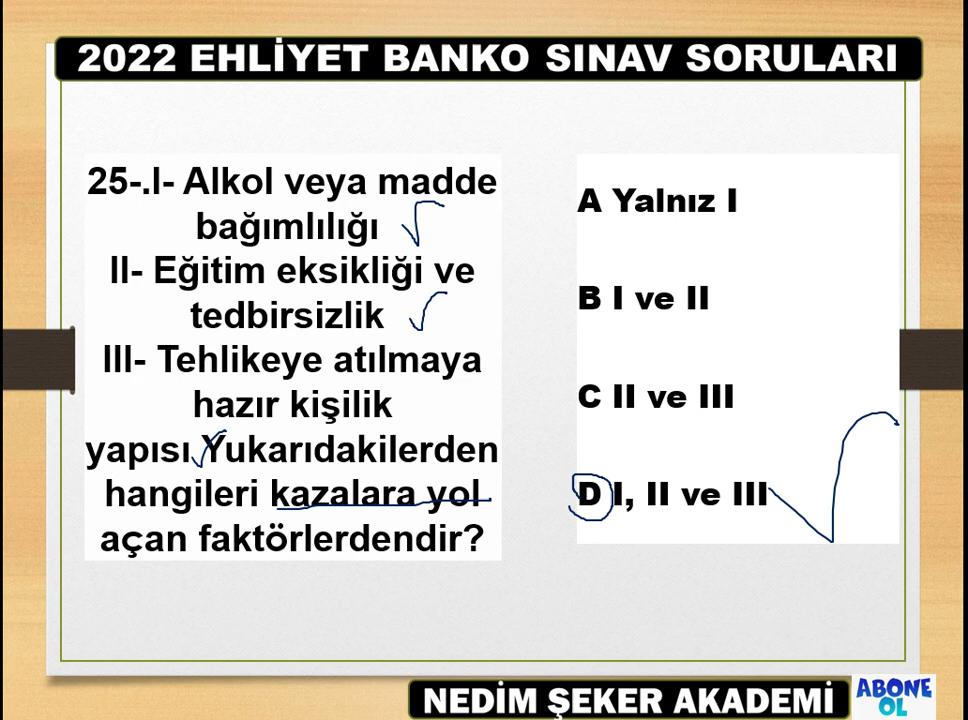 2022 EHLİYET BANKO SINAV SORULARI
25-.I- Alkol veya madde
bağımlılığı
II- Eğitim eksikliği ve
tedbirsizlik
III- Tehlikeye atılmaya
hazır kişilik
yapısı Yukarıdakilerden
hangileri kazalara yol
açan faktörlerdendir?
A Yalnız I
B I ve II
C II ve III
D I, II ve III
NEDİM ŞEKER AKADEMİ
ABONE
OL